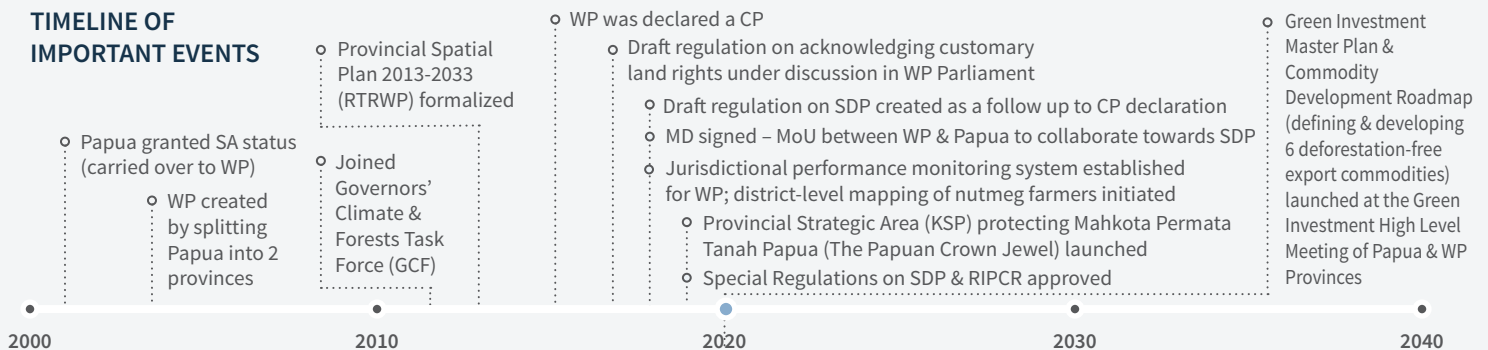 TIMELINE OF
IMPORTANT EVENTS
Papua granted SA status
(carried over to WP)
WP created
by splitting
Papua into 2
provinces
Provincial Spatial
Plan 2013-2033
(RTRWP) formalized
Joined
Governors’
Climate &
Forests Task
Force (GCF)
WP was declared a CP
Draft regulation on acknowledging customary
land rights under discussion in WP Parliament
Draft regulation on SDP created as a follow up to CP declaration
MD signed – MoU between WP & Papua to collaborate towards SDP
Jurisdictional performance monitoring system established
for WP; district-level mapping of nutmeg farmers initiated
Provincial Strategic Area (KSP) protecting Mahkota Permata
Tanah Papua (The Papuan Crown Jewel) launched
Special Regulations on SDP & RIPCR approved
Green Investment
Master Plan &
Commodity
Development Roadmap
(defining & developing
6 deforestation-free
export commodities)
launched at the Green
Investment High Level
Meeting of Papua & WP
Provinces
2000
2010
2020
2030
2040